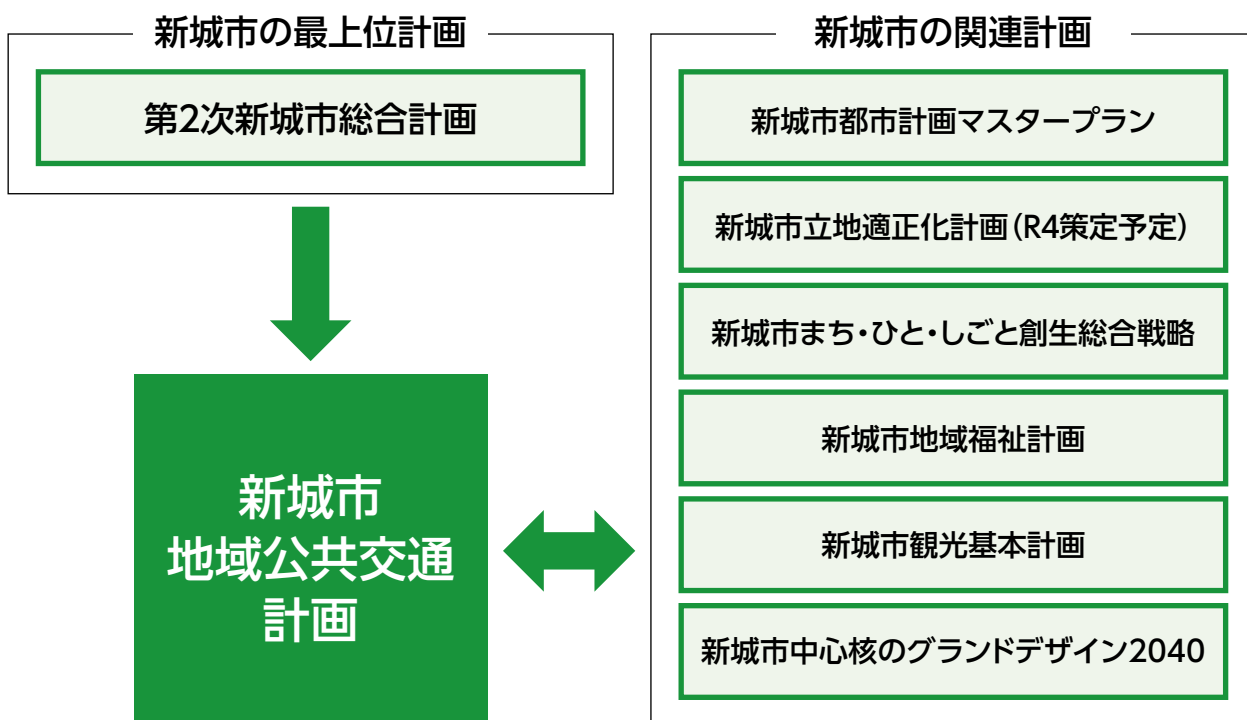 新城市の最上位計画
第2次新城市総合計画
新城市
地域公共交通
計画
新城市の関連計画
新城市都市計画マスタープラン
新城市立地適正化計画（R4策定予定）
新城市まち・ひと・しごと創生総合戦略
新城市地域福祉計画
新城市観光基本計画
新城市中心核のグランドデザイン2040